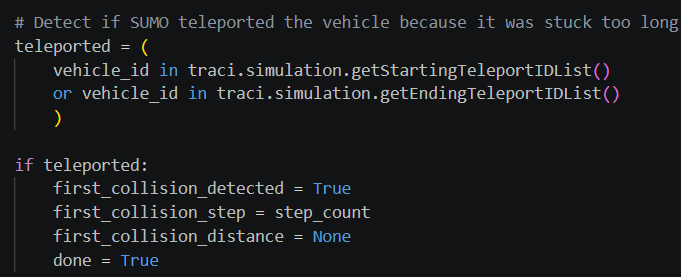 # Detect if SUMO teleported the vehicle because it was stuck too long
teleported = (
vehicle_id in traci.simulation.getStartingTeleportIDList()
or vehicle_id in traci.simulation.getEndingTeleportIDList()
)
if teleported:
first_collision_detected = True
first_collision_step = step_count
first_collision_distance = None
done = True